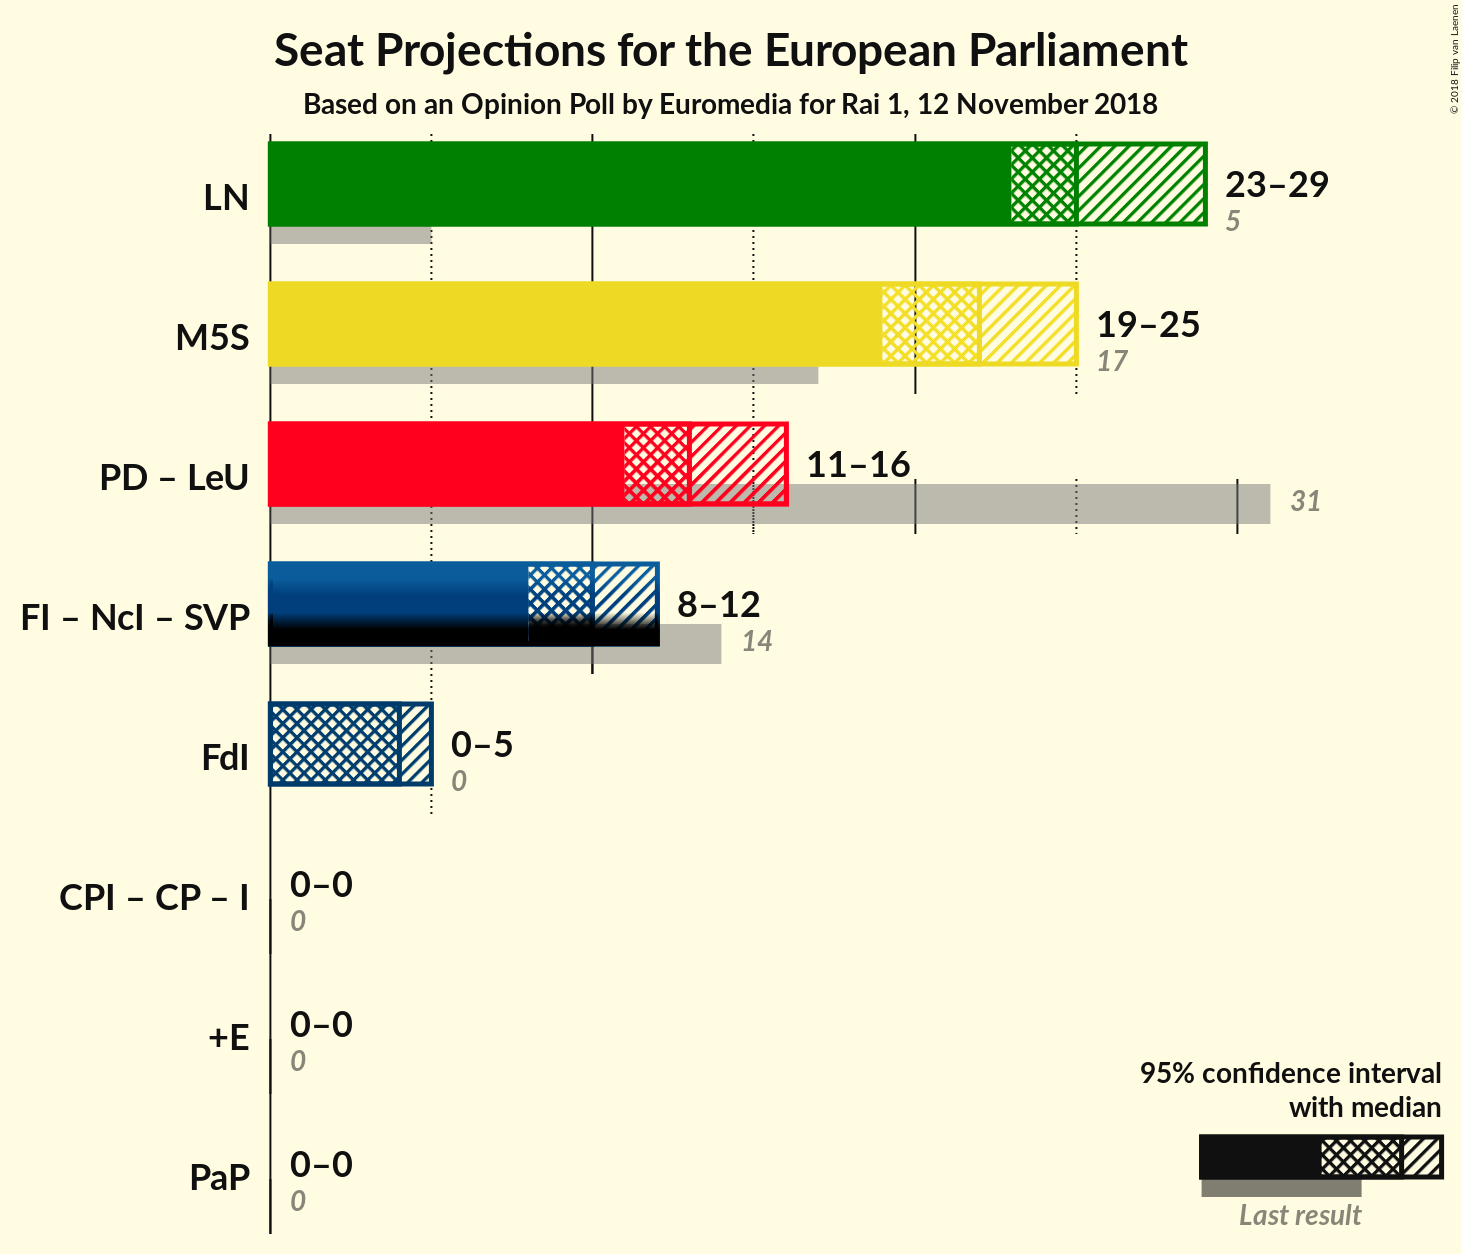 Seat Projections for the European Parliament
Based on an Opinion Poll by Euromedia for Rai 1, 12 November 2018
© 2018 Filip van Laenen
LN
23–29
5
M5S
19–25
17
PD – LeU
11–16
31
FI – NcI – SVP
8–12
14
FdI
0–5
0
CPI – CP – I
0–0
0
+E
0–0
0
PaP
0–0
0
95% confidence interval
with median
Last result